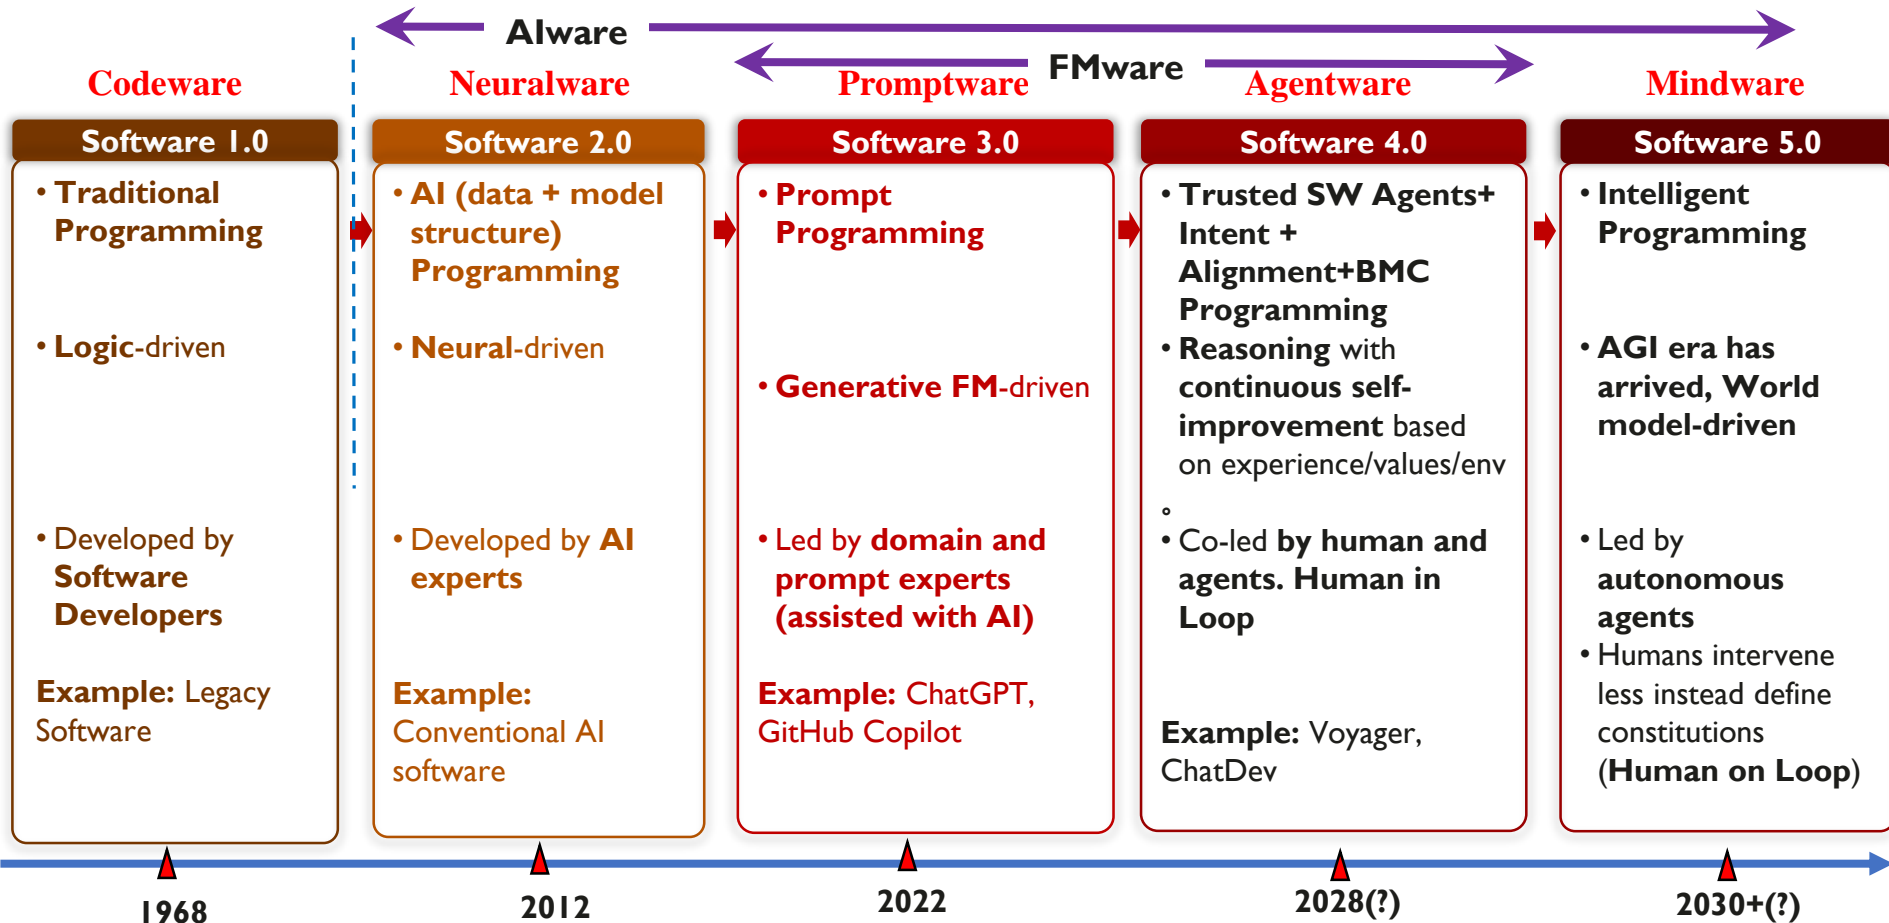 AIware
FMware
Codeware
Neuralware
Promptware
Agentware
Mindware
Software 1.0
• Traditional
Programming
• Logic-driven
• Developed by
Software
Developers
Example: Legacy
Software
Software 2.0
• AI (data + model
structure)
Programming
• Neural-driven
• Developed by AI
experts
Example:
Conventional AI
software
Software 3.0
• Prompt
Programming
• Generative FM-driven
• Led by domain and
prompt experts
(assisted with AI)
Example: ChatGPT,
GitHub Copilot
Software 4.0
• Trusted SW Agents+
Intent +
Alignment+BMC
Programming
• Reasoning with
continuous self-
improvement based
on experience/values/env
。
• Co-led by human and
agents. Human in
Loop
Example: Voyager,
ChatDev
Software 5.0
• Intelligent
Programming
• AGI era has
arrived, World
model-driven
• Led by
autonomous
agents
• Humans intervene
less instead define
constitutions
(Human on Loop)
1968
2012
2022
2028(?)
2030+(?)